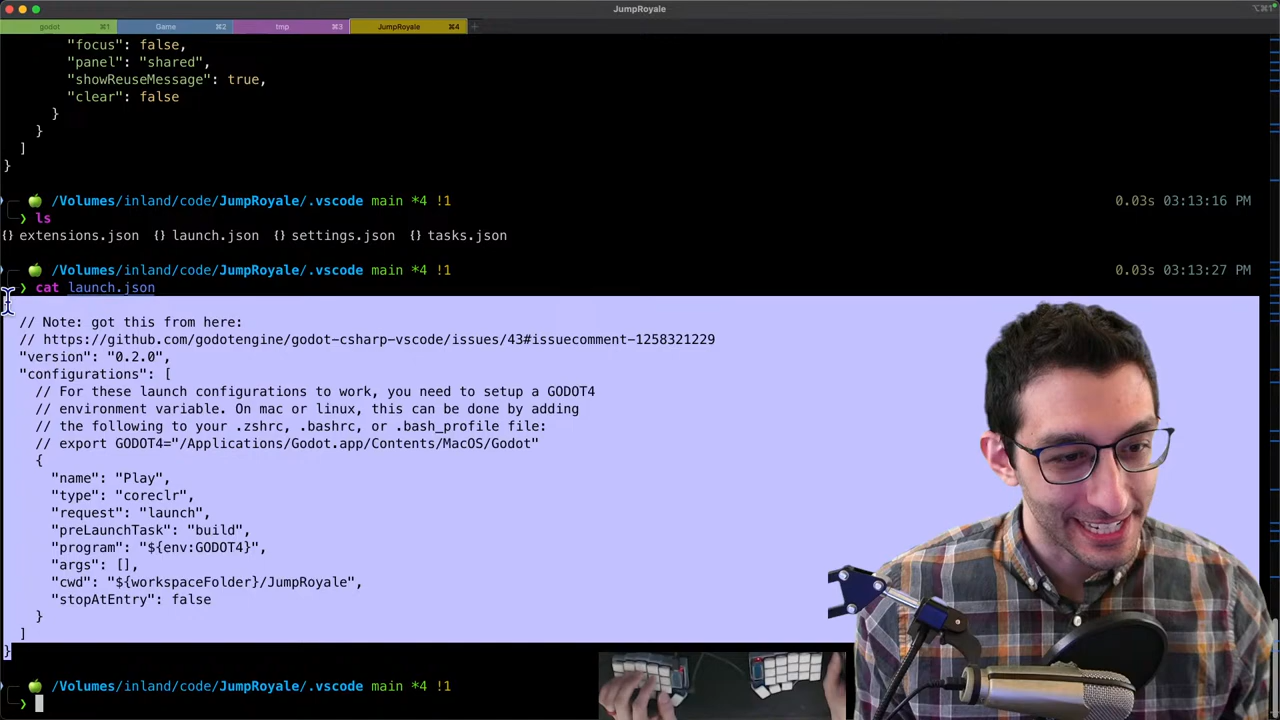 JumpRoyale
⌥⌘1
godot ⌘1
Game ⌘2
tmp ⌘3
JumpRoyale ⌘4
+
"focus": false,
"panel": "shared",
"showReuseMessage": true,
"clear": false
}
}
]
}
/Volumes/inland/code/JumpRoyale/.vscode main *4 !1 0.03s 03:13:16 PM
❯ ls
{} extensions.json {} launch.json {} settings.json {} tasks.json
/Volumes/inland/code/JumpRoyale/.vscode main *4 !1 0.03s 03:13:27 PM
❯ cat launch.json
// Note: got this from here:
// https://github.com/godotengine/godot-csharp-vscode/issues/43#issuecomment-1258321229
"version": "0.2.0",
"configurations": [
// For these launch configurations to work, you need to setup a GODOT4
// environment variable. On mac or linux, this can be done by adding
// the following to your .zshrc, .bashrc, or .bash_profile file:
// export GODOT4="/Applications/Godot.app/Contents/MacOS/Godot"
{
"name": "Play",
"type": "coreclr",
"request": "launch",
"preLaunchTask": "build",
"program": "${env:GODOT4}",
"args": [],
"cwd": "${workspaceFolder}/JumpRoyale",
"stopAtEntry": false
}
]
}
/Volumes/inland/code/JumpRoyale/.vscode main *4 !1
❯